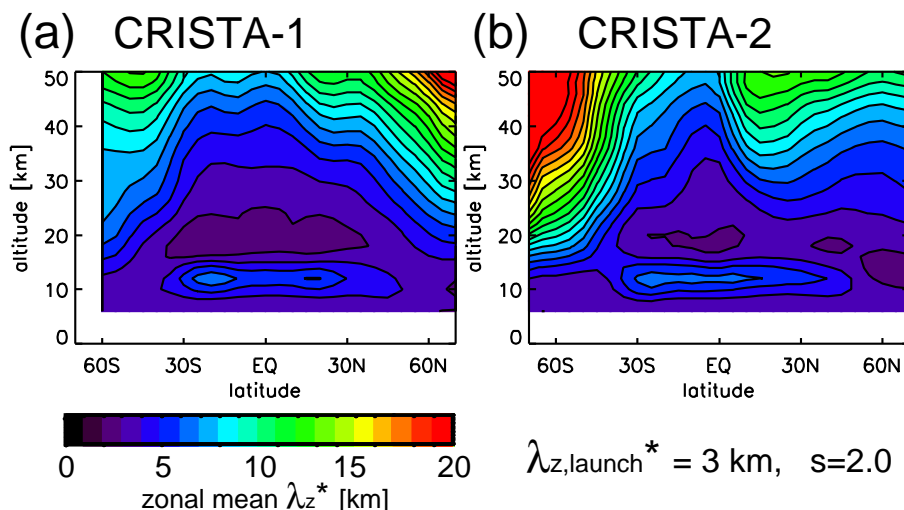 (a) CRISTA-1
(b) CRISTA-2
altitude [km]
50
40
30
20
10
0
60S 30S EQ 30N 60N
latitude
altitude [km]
50
40
30
20
10
0
60S 30S EQ 30N 60N
latitude
0 5 10 15 20
zonal mean λz* [km]
λz,launch* = 3 km, s=2.0